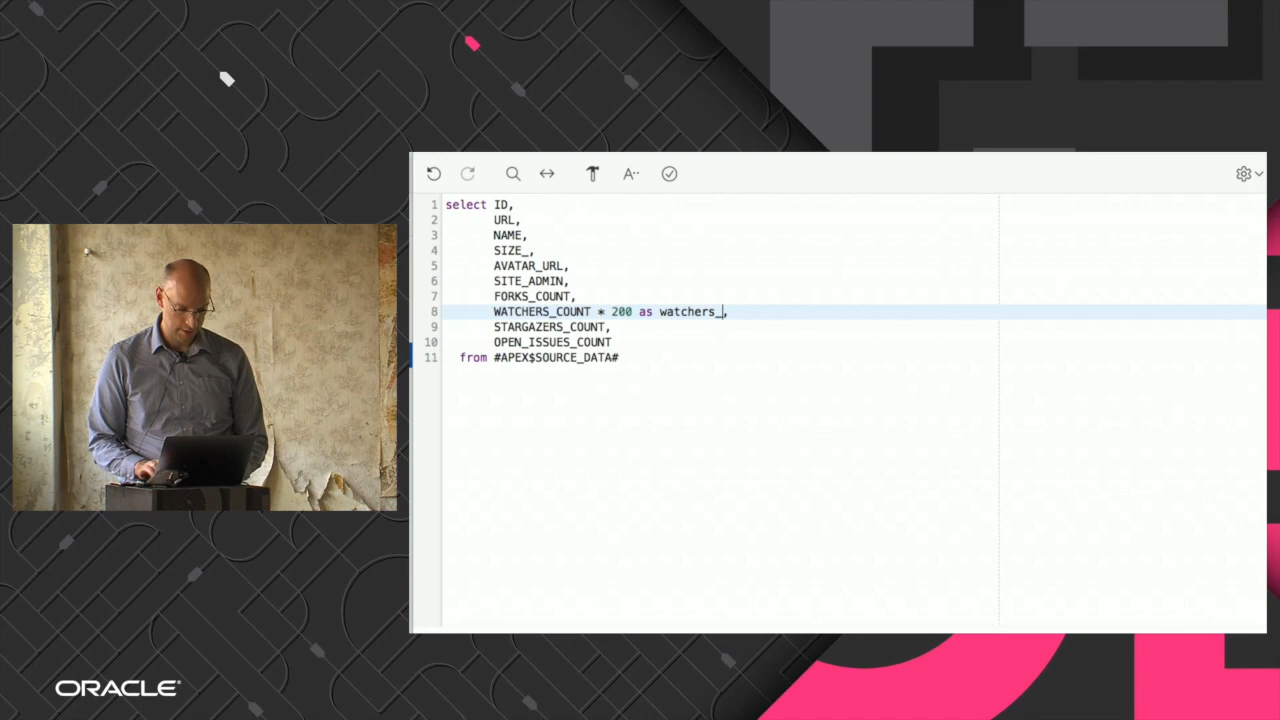 1 select ID,
2 URL,
3 NAME,
4 SIZE_,
5 AVATAR_URL,
6 SITE_ADMIN,
7 FORKS_COUNT,
8 WATCHERS_COUNT * 200 as watchers_,
9 STARGAZERS_COUNT,
10 OPEN_ISSUES_COUNT
11 from #APEX$SOURCE_DATA#
ORACLE